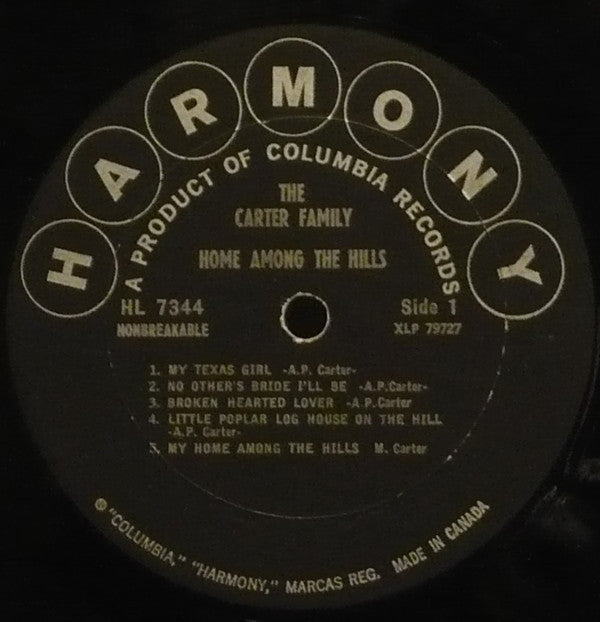 HARMONY
A PRODUCT OF COLUMBIA RECORDS
THE
CARTER FAMILY
HOME AMONG THE HILLS
HL 7344 Side 1
NONBREAKABLE XLP 79727
1. MY TEXAS GIRL -A.P. Carter-
2. NO OTHER'S BRIDE I'LL BE -A.P.Carter-
3. BROKEN HEARTED LOVER -A.P.Carter
4. LITTLE POPLAR LOG HOUSE ON THE HILL
-A.P. Carter-
5. MY HOME AMONG THE HILLS M. Carter
® "COLUMBIA," "HARMONY," MARCAS REG. MADE IN CANADA